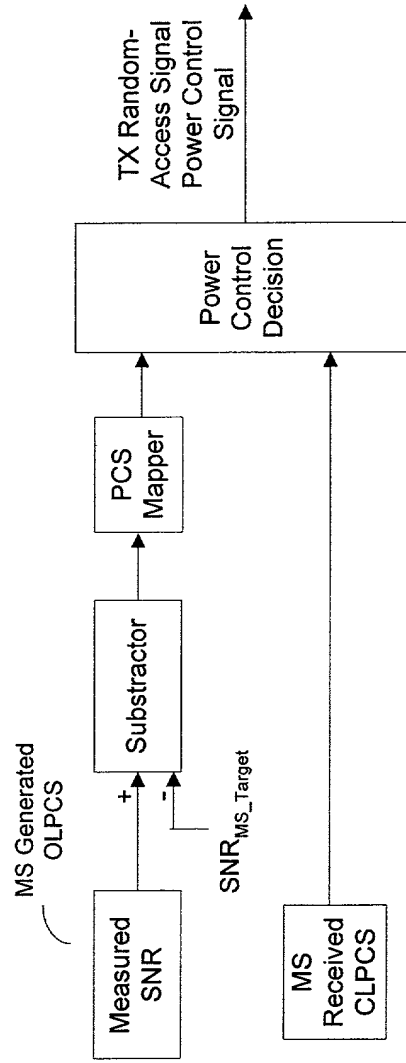 MS Generated
OLPCS
Measured
SNR
+
-
SNRMS_Target
Substractor
PCS
Mapper
MS
Received
CLPCS
Power
Control
Decision
TX Random-
Access Signal
Power Control
Signal